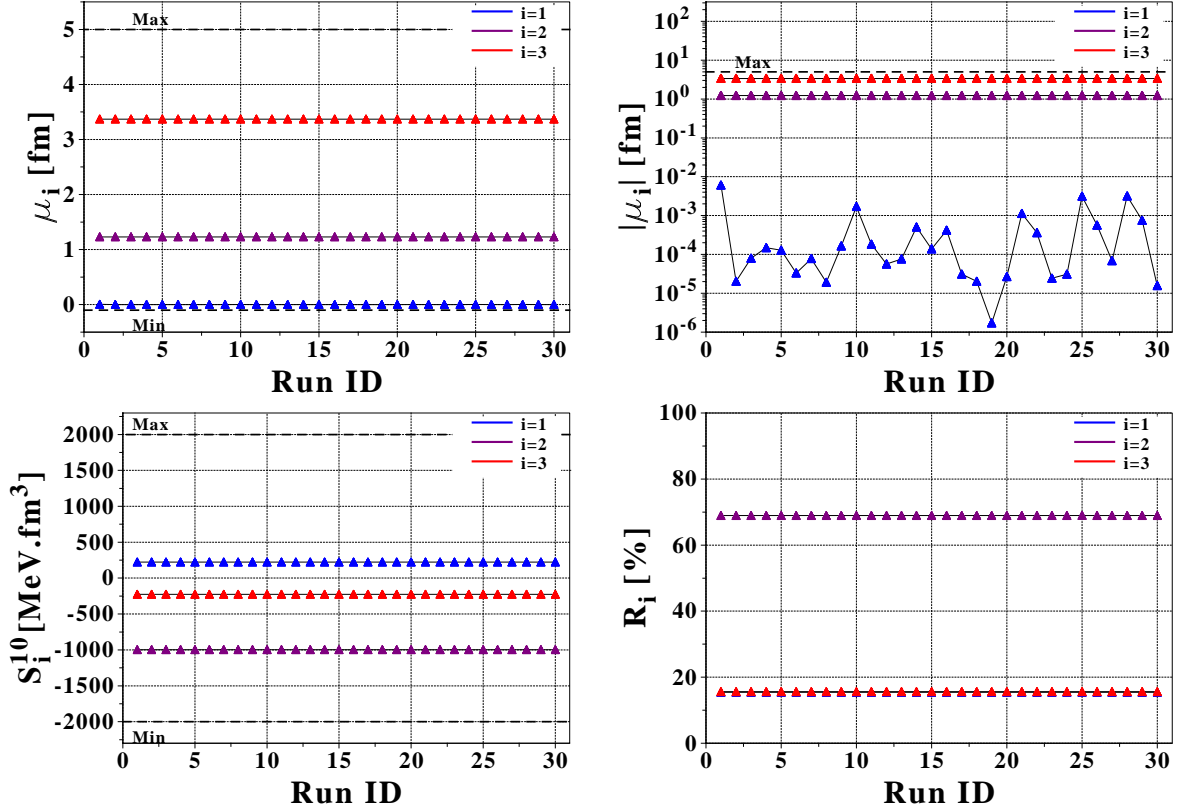 Max
i=1
i=2
i=3
5
4
3
2
1
0
Min
μi [fm]
0 5 10 15 20 25 30
Run ID
i=1
i=2
i=3
Max
10^2
10^1
10^0
10^-1
10^-2
10^-3
10^-4
10^-5
10^-6
|μi| [fm]
0 5 10 15 20 25 30
Run ID
Max
i=1
i=2
i=3
2000
1500
1000
500
0
-500
-1000
-1500
-2000
Min
Si^10 [MeV.fm^3]
0 5 10 15 20 25 30
Run ID
i=1
i=2
i=3
100
80
60
40
20
0
Ri [%]
0 5 10 15 20 25 30
Run ID